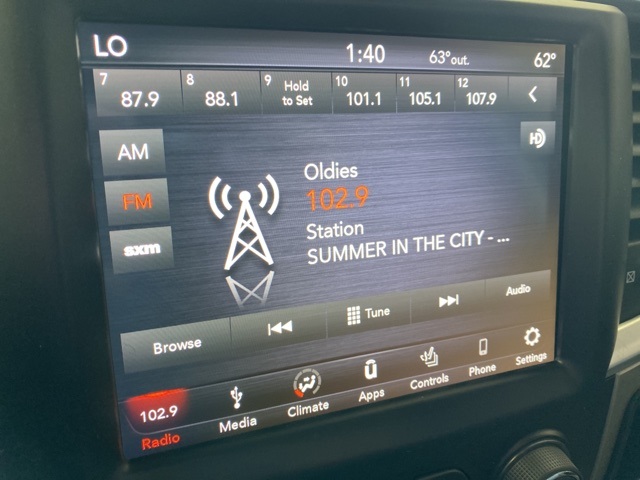 LO 1:40 63°out. 62°
7 87.9 8 88.1 9 Hold to Set 10 101.1 11 105.1 12 107.9
AM
HD
Oldies
FM 102.9
Station
sxm SUMMER IN THE CITY - ...
Browse Tune Audio
102.9
Radio Media Climate Apps Controls Phone Settings